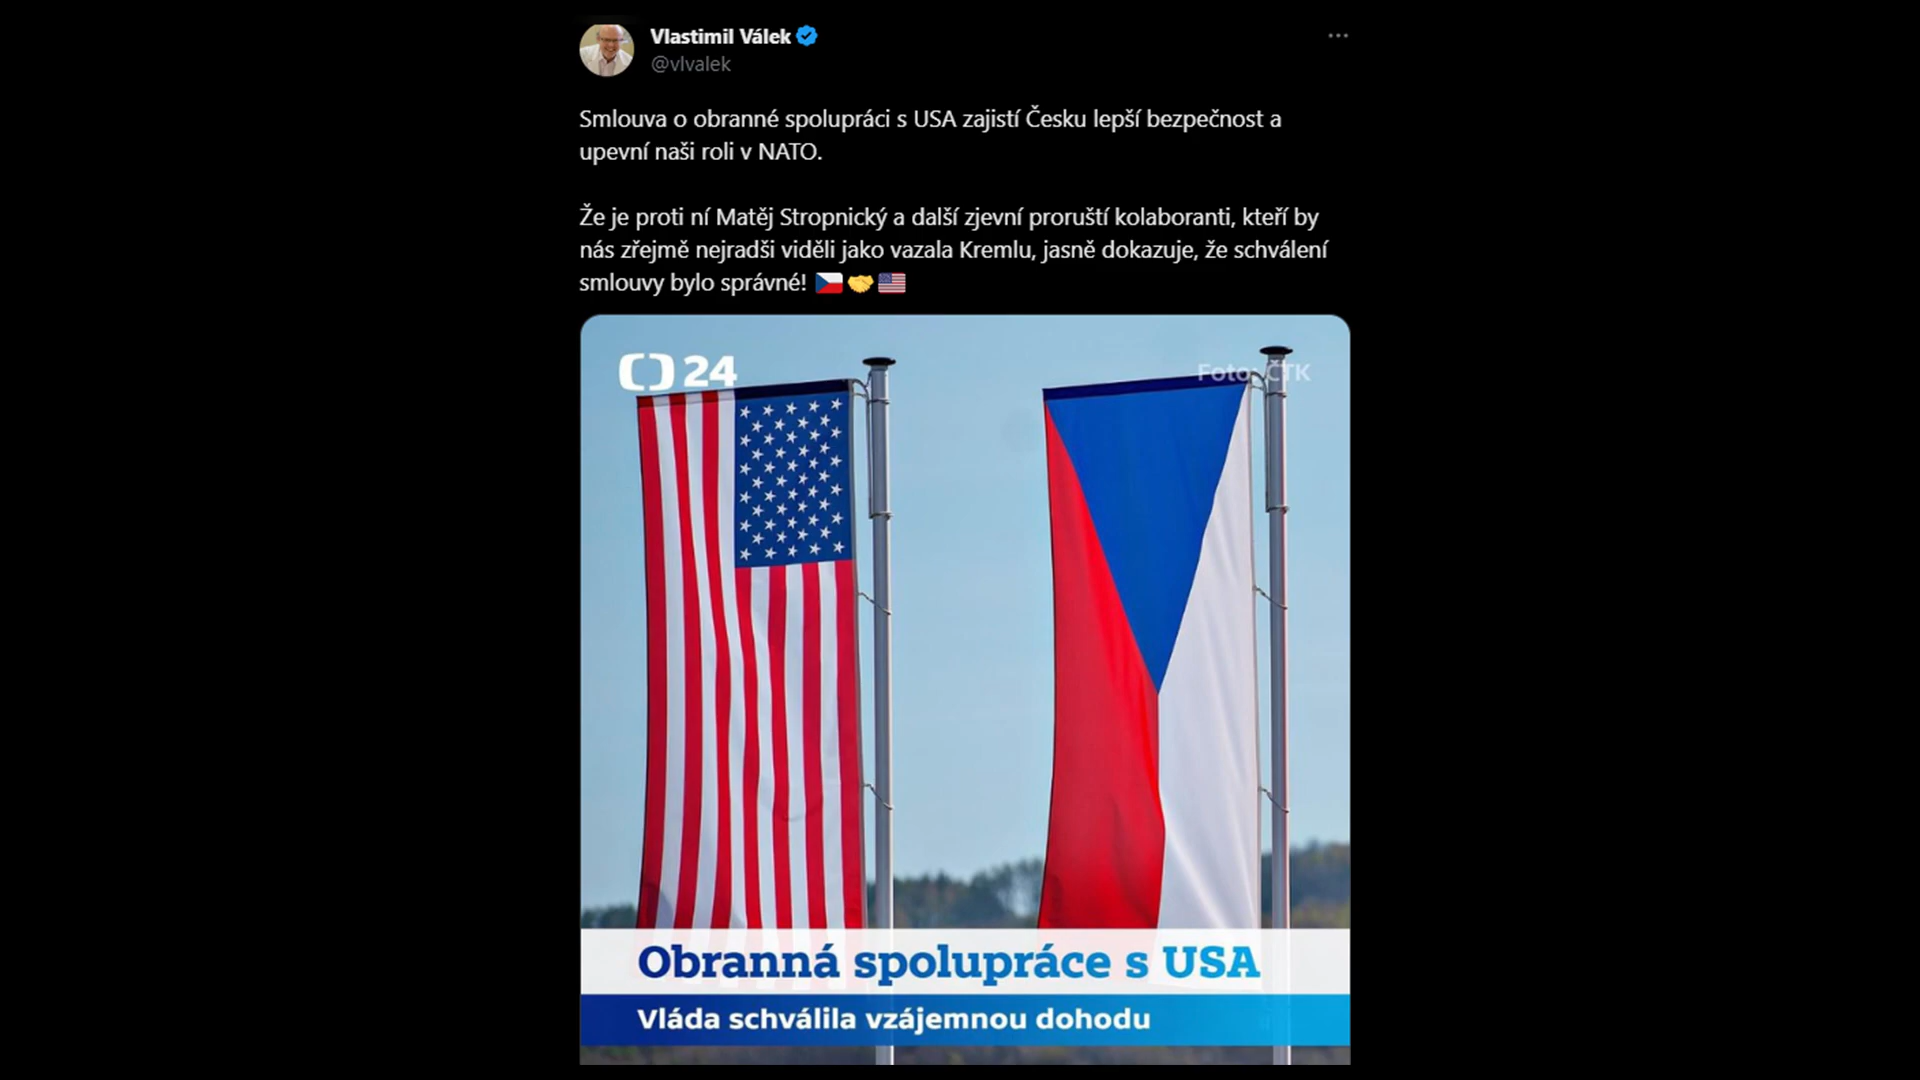 Vlastimil Válek
@vlvalek
Smlouva o obranné spolupráci s USA zajistí Česku lepší bezpečnost a
upevní naši roli v NATO.
Že je proti ní Matěj Stropnický a další zjevní proruští kolaboranti, kteří by
nás zřejmě nejradši viděli jako vazala Kremlu, jasně dokazuje, že schválení
smlouvy bylo správné! 🇨🇿🤝🇺🇸
24
Foto: ČTK
Obranná spolupráce s USA
Vláda schválila vzájemnou dohodu